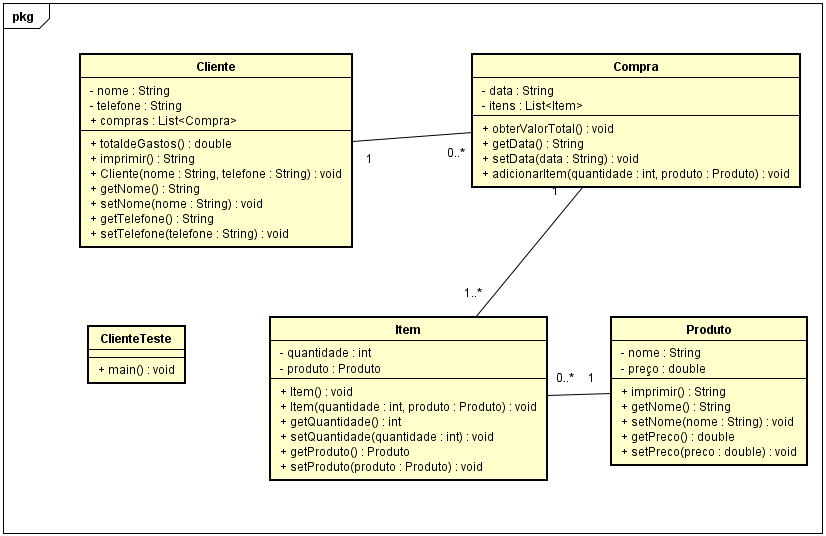 pkg
Cliente
- nome : String
- telefone : String
+ compras : List<Compra>
+ totaldeGastos() : double
+ imprimir() : String
+ Cliente(nome : String, telefone : String) : void
+ getNome() : String
+ setNome(nome : String) : void
+ getTelefone() : String
+ setTelefone(telefone : String) : void
1
0..*
Compra
- data : String
- itens : List<Item>
+ obterValorTotal() : void
+ getData() : String
+ setData(data : String) : void
+ adicionarItem(quantidade : int, produto : Produto) : void
1
1..*
ClienteTeste
+ main() : void
Item
- quantidade : int
- produto : Produto
+ Item() : void
+ Item(quantidade : int, produto : Produto) : void
+ getQuantidade() : int
+ setQuantidade(quantidade : int) : void
+ getProduto() : Produto
+ setProduto(produto : Produto) : void
0..*
1
Produto
- nome : String
- preço : double
+ imprimir() : String
+ getNome() : String
+ setNome(nome : String) : void
+ getPreco() : double
+ setPreco(preco : double) : void